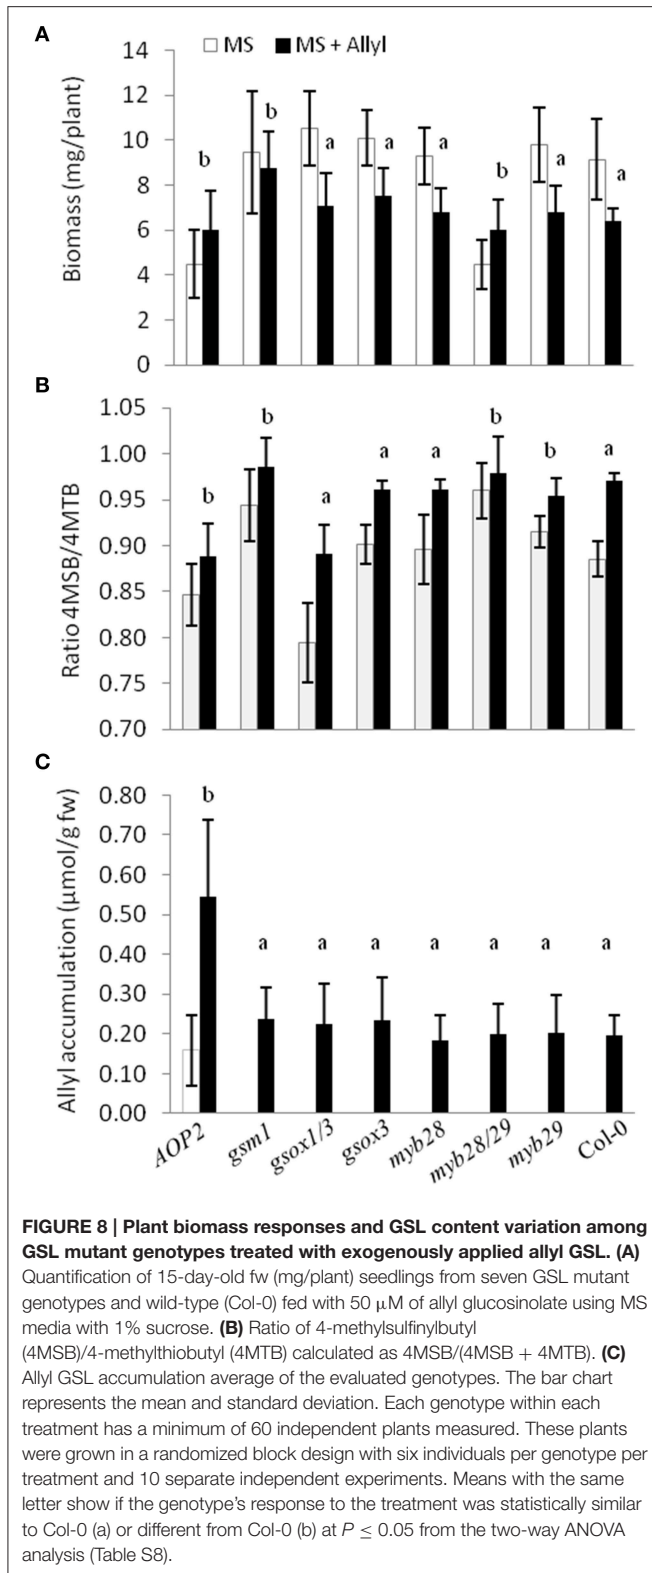 A
MS MS + Allyl
14
12
10
8
6
4
2
0
Biomass (mg/plant)
b b a a a b a a
B
1.05
1.00
0.95
0.90
0.85
0.80
0.75
0.70
Ratio 4MSB/4MTB
b b a a a b b a
C
0.80
0.70
0.60
0.50
0.40
0.30
0.20
0.10
0.00
Allyl accumulation (µmol/g fw)
b a a a a a a a
AOP2 gsm1 gsox1/3 gsox3 myb28 myb28/29 myb29 Col-0
FIGURE 8 | Plant biomass responses and GSL content variation among
GSL mutant genotypes treated with exogenously applied allyl GSL. (A)
Quantification of 15-day-old fw (mg/plant) seedlings from seven GSL mutant
genotypes and wild-type (Col-0) fed with 50 µM of allyl glucosinolate using MS
media with 1% sucrose. (B) Ratio of 4-methylsulfinylbutyl
(4MSB)/4-methylthiobutyl (4MTB) calculated as 4MSB/(4MSB + 4MTB). (C)
Allyl GSL accumulation average of the evaluated genotypes. The bar chart
represents the mean and standard deviation. Each genotype within each
treatment has a minimum of 60 independent plants measured. These plants
were grown in a randomized block design with six individuals per genotype per
treatment and 10 separate independent experiments. Means with the same
letter show if the genotype's response to the treatment was statistically similar
to Col-0 (a) or different from Col-0 (b) at P ≤ 0.05 from the two-way ANOVA
analysis (Table S8).